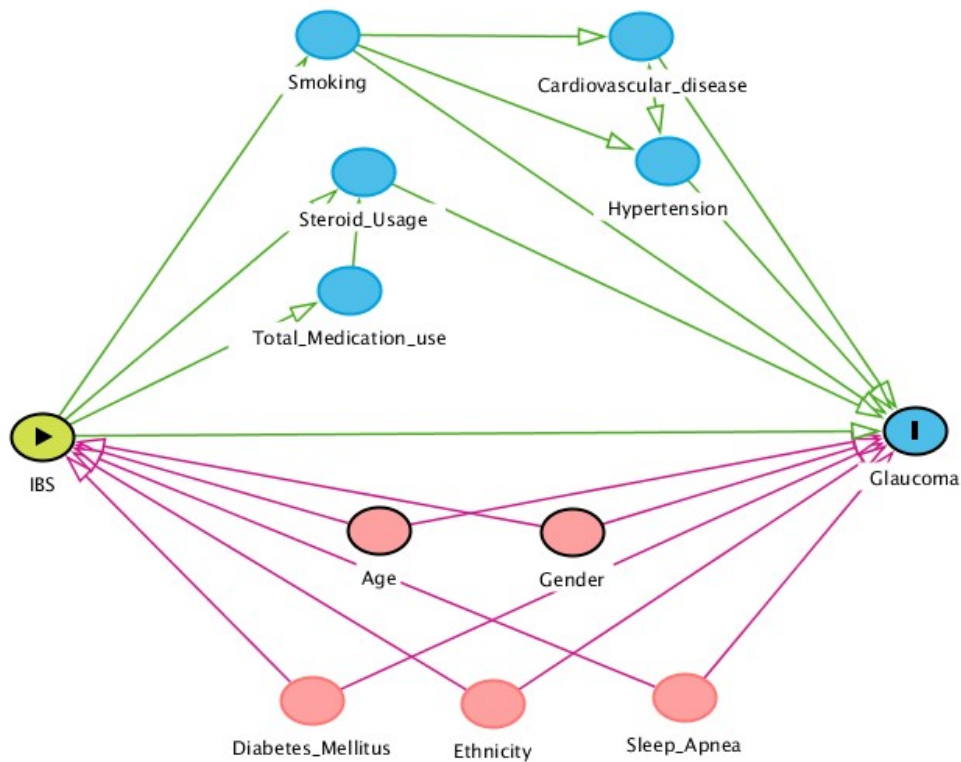 Smoking
Cardiovascular_disease
Steroid_Usage
Hypertension
Total_Medication_use
IBS
Glaucoma
Age
Gender
Diabetes_Mellitus
Ethnicity
Sleep_Apnea